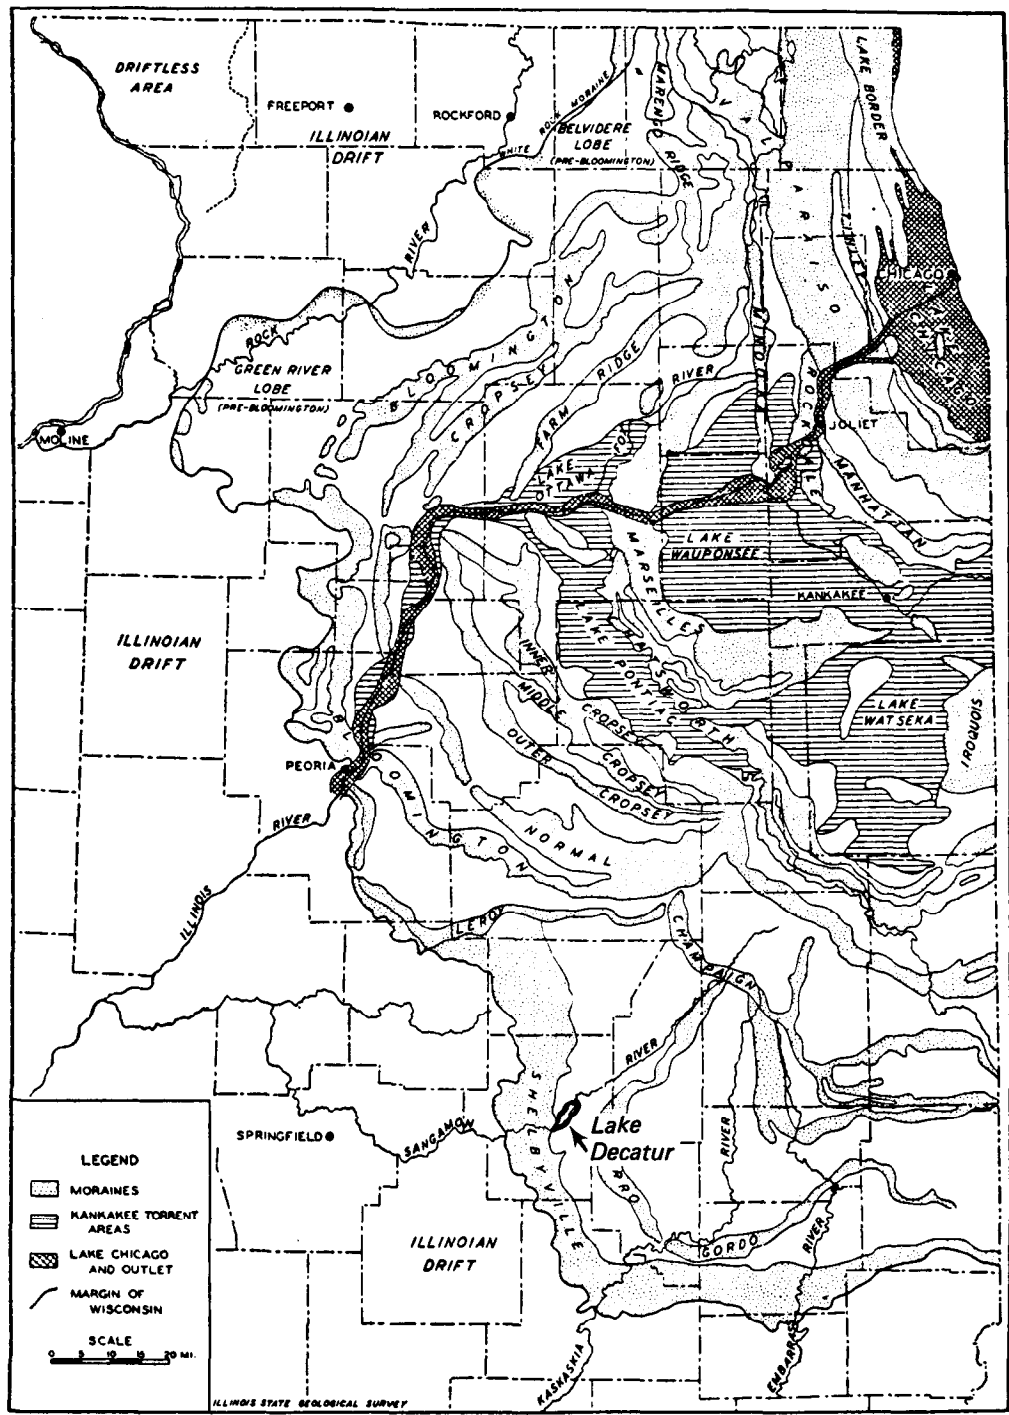 DRIFTLESS
AREA
FREEPORT
ILLINOIAN
DRIFT
ROCKFORD
WHITE ROCK MORAINE
BELVIDERE
LOBE
(PRE-BLOOMINGTON)
MARENGO RIDGE
LAKE BORDER
TINLEY
CHICAGO
LAKE
CHICAGO
ROCK
RIVER
GREEN RIVER
LOBE
(PRE-BLOOMINGTON)
BLOOMINGTON
CROPSEY
FARM RIDGE
FOX
RIVER
MINOOKA
ROCKDALE
JOLIET
MANHATTAN
MOLINE
LAKE
OTTAWA
LAKE
WAUPONSEE
MARSEILLES
KANKAKEE
ILLINOIAN
DRIFT
LAKE
PONTIAC
CHATSWORTH
INNER
CROPSEY
MIDDLE
CROPSEY
OUTER
CROPSEY
LAKE
WATSEKA
IROQUOIS
PEORIA
BLOOMINGTON
NORMAL
ILLINOIS
RIVER
LEROY
CHAMPAIGN
SHELBYVILLE
RIVER
SANGAMON
Lake
Decatur
SPRINGFIELD
CERRO
GORDO
RIVER
RIVER
ILLINOIAN
DRIFT
KASKASKIA
EMBARRAS
LEGEND
MORAINES
KANKAKEE TORRENT
AREAS
LAKE CHICAGO
AND OUTLET
MARGIN OF
WISCONSIN
SCALE
0 5 10 15 20 MI.
ILLINOIS STATE GEOLOGICAL SURVEY